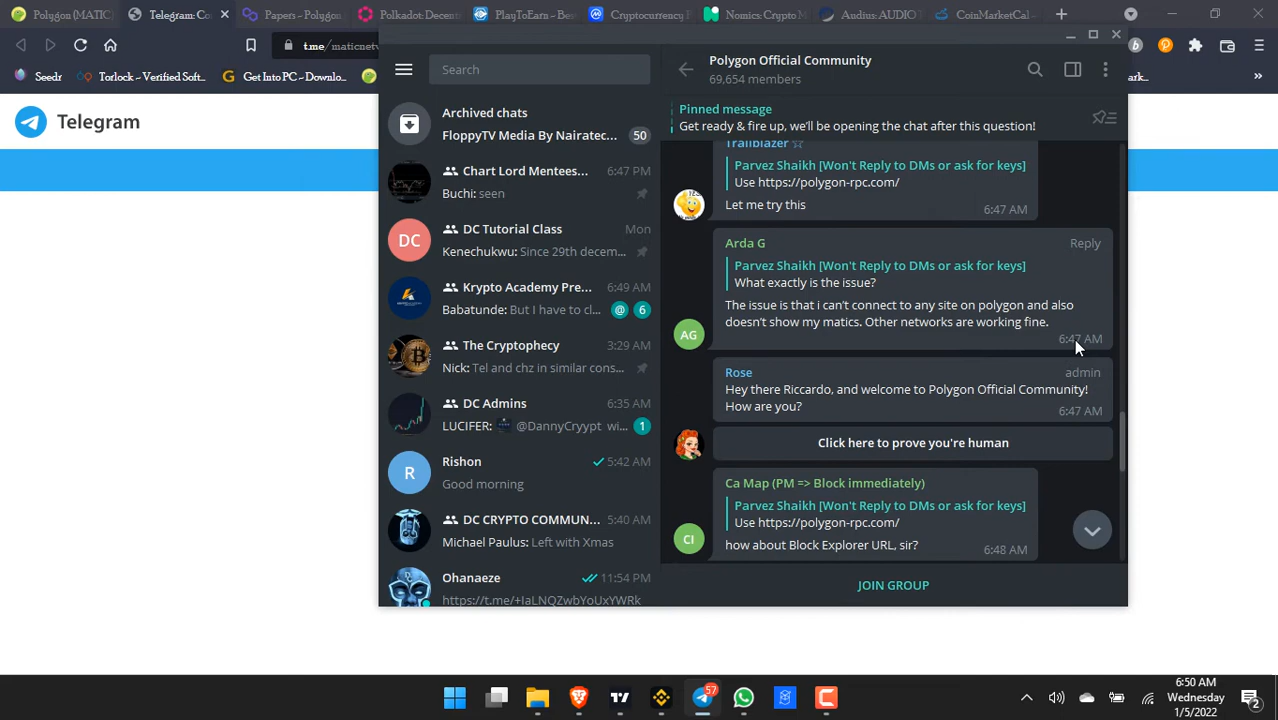 Polygon (MATIC
Telegram: Co
Papers - Polygon
Polkadot: Decent
PlayToEarn - Bes
Cryptocurrency P
Nomics: Crypto M
Audius: AUDIO
CoinMarketCal -
t.me/maticnetw
Seedr
Torlock - Verified Soft...
Get Into PC - Downlo...
Telegram
Search
Archived chats
FloppyTV Media By Nairatec...
50
Chart Lord Mentees...
6:47 PM
Buchi: seen
DC
DC Tutorial Class
Mon
Kenechukwu: Since 29th decem...
Krypto Academy Pre...
6:49 AM
Babatunde: But I have to cl...
@
6
The Cryptophecy
3:29 AM
Nick: Tel and chz in similar cons...
DC Admins
6:35 AM
LUCIFER: @DannyCryypt wi...
1
R
Rishon
5:42 AM
Good morning
DC CRYPTO COMMUN...
5:40 AM
Michael Paulus: Left with Xmas
Ohanaeze
11:54 PM
https://t.me/+IaLNQZwbYoUxYWRk
Polygon Official Community
69,654 members
Pinned message
Get ready & fire up, we'll be opening the chat after this question!
Trailblazer ☆
Parvez Shaikh [Won't Reply to DMs or ask for keys]
Use https://polygon-rpc.com/
Let me try this
6:47 AM
Arda G
Reply
Parvez Shaikh [Won't Reply to DMs or ask for keys]
What exactly is the issue?
The issue is that i cant connect to any site on polygon and also
doesn't show my matics. Other networks are working fine.
AG
6:47 AM
Rose
admin
Hey there Riccardo, and welcome to Polygon Official Community!
How are you?
6:47 AM
Click here to prove you're human
Ca Map (PM => Block immediately)
Parvez Shaikh [Won't Reply to DMs or ask for keys]
Use https://polygon-rpc.com/
CI
how about Block Explorer URL, sir?
6:48 AM
JOIN GROUP
57
6:50 AM
Wednesday
1/5/2022
2